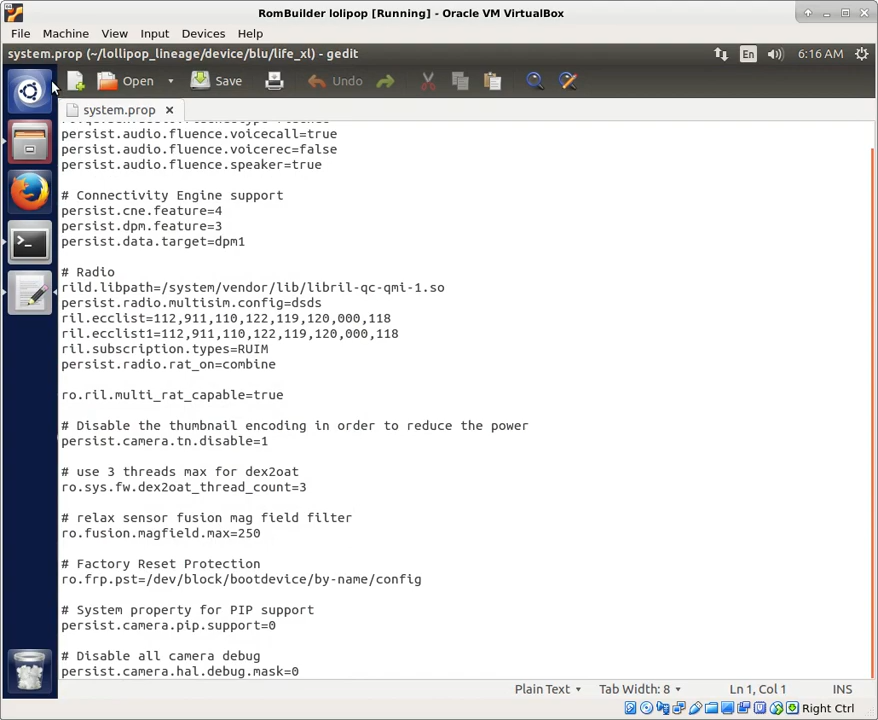 RomBuilder lolipop [Running] - Oracle VM VirtualBox
File Machine View Input Devices Help
system.prop (~/lollipop_lineage/device/blu/life_xl) - gedit
En
6:16 AM
Open
Save
Undo
system.prop
persist.audio.fluence.voicecall=true
persist.audio.fluence.voicerec=false
persist.audio.fluence.speaker=true
# Connectivity Engine support
persist.cne.feature=4
persist.dpm.feature=3
persist.data.target=dpm1
# Radio
rild.libpath=/system/vendor/lib/libril-qc-qmi-1.so
persist.radio.multisim.config=dsds
ril.ecclist=112,911,110,122,119,120,000,118
ril.ecclist1=112,911,110,122,119,120,000,118
ril.subscription.types=RUIM
persist.radio.rat_on=combine
ro.ril.multi_rat_capable=true
# Disable the thumbnail encoding in order to reduce the power
persist.camera.tn.disable=1
# use 3 threads max for dex2oat
ro.sys.fw.dex2oat_thread_count=3
# relax sensor fusion mag field filter
ro.fusion.magfield.max=250
# Factory Reset Protection
ro.frp.pst=/dev/block/bootdevice/by-name/config
# System property for PIP support
persist.camera.pip.support=0
# Disable all camera debug
persist.camera.hal.debug.mask=0
Plain Text
Tab Width: 8
Ln 1, Col 1
INS
Right Ctrl